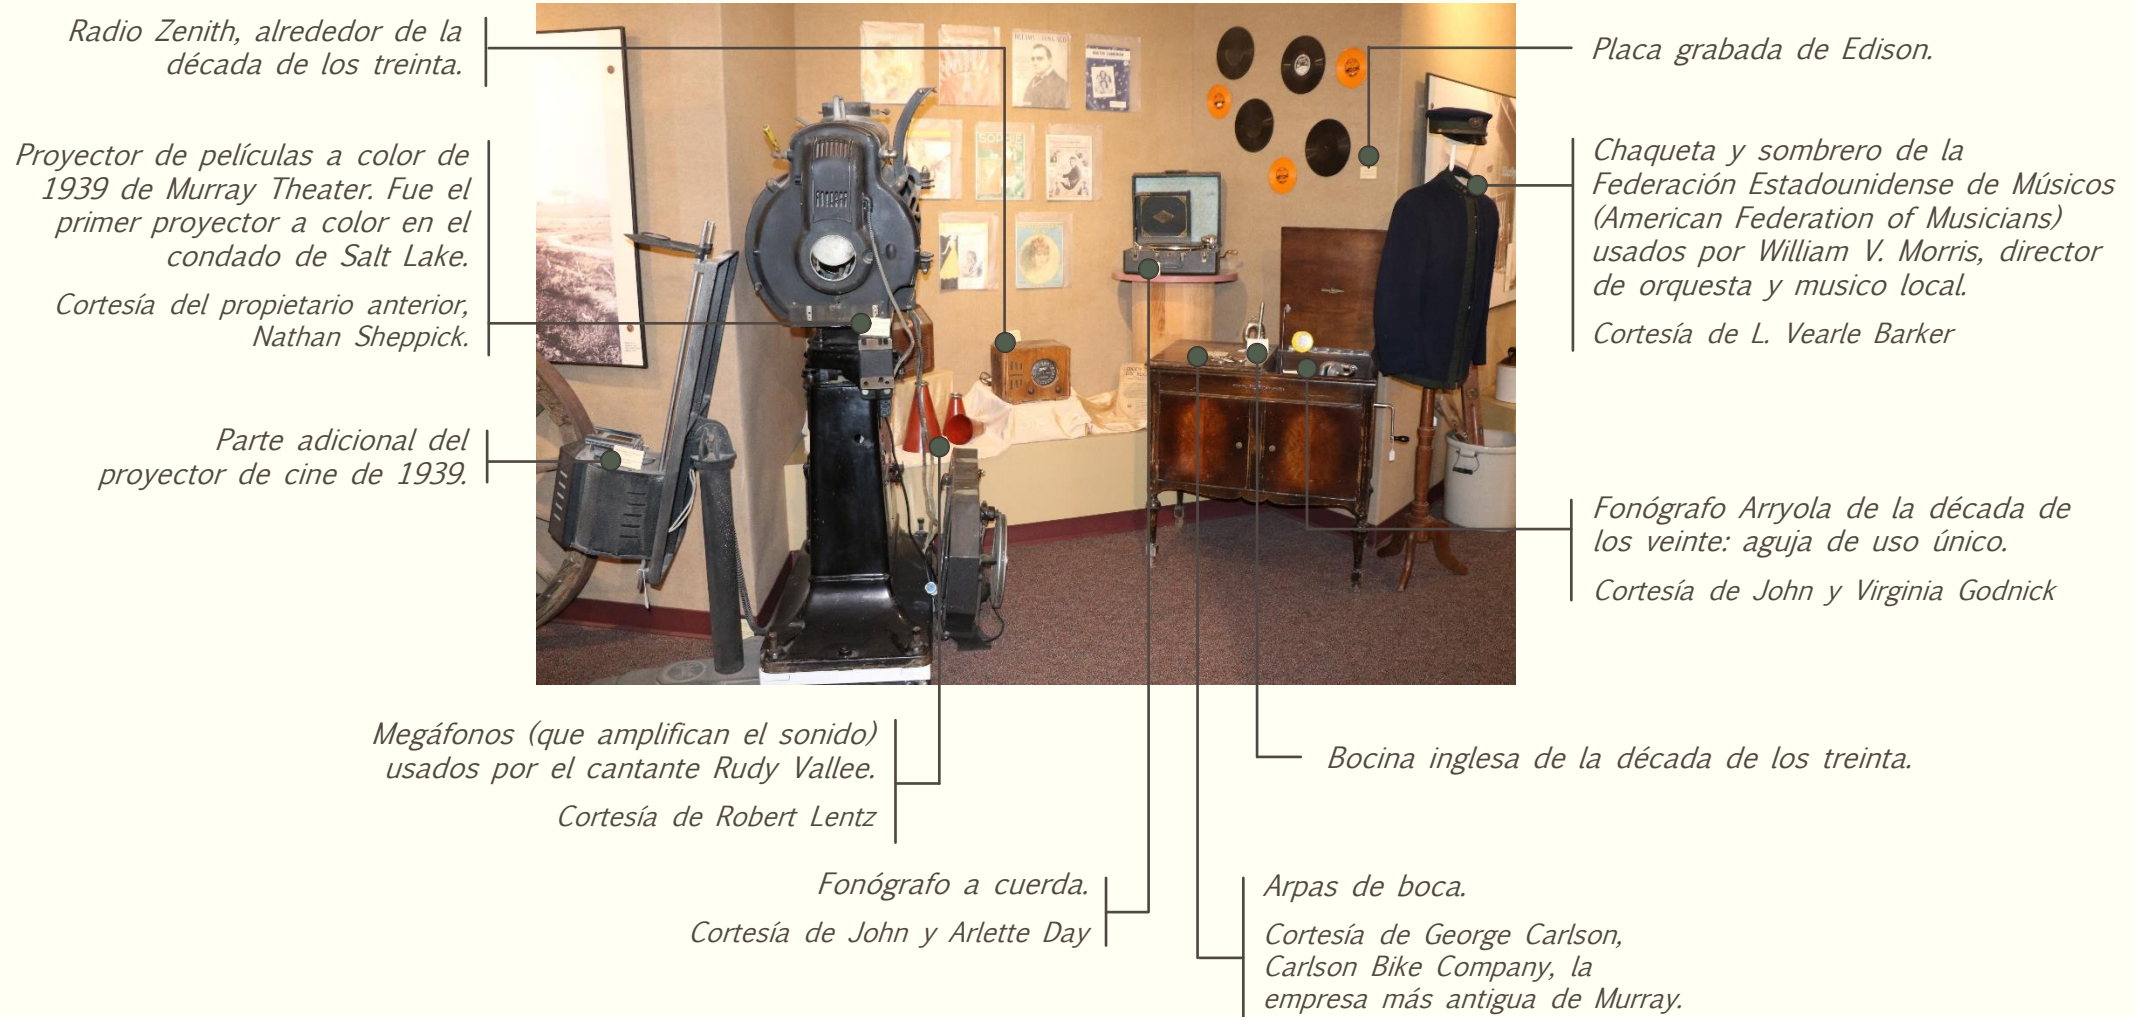 Radio Zenith, alrededor de la
década de los treinta.
Proyector de películas a color de
1939 de Murray Theater. Fue el
primer proyector a color en el
condado de Salt Lake.
Cortesía del propietario anterior,
Nathan Sheppick.
Parte adicional del
proyector de cine de 1939.
Megáfonos (que amplifican el sonido)
usados por el cantante Rudy Vallee.
Cortesía de Robert Lentz
Fonógrafo a cuerda.
Cortesía de John y Arlette Day
Placa grabada de Edison.
Chaqueta y sombrero de la
Federación Estadounidense de Músicos
(American Federation of Musicians)
usados por William V. Morris, director
de orquesta y musico local.
Cortesía de L. Vearle Barker
Fonógrafo Arryola de la década de
los veinte: aguja de uso único.
Cortesía de John y Virginia Godnick
Bocina inglesa de la década de los treinta.
Arpas de boca.
Cortesía de George Carlson,
Carlson Bike Company, la
empresa más antigua de Murray.
SOPHIE